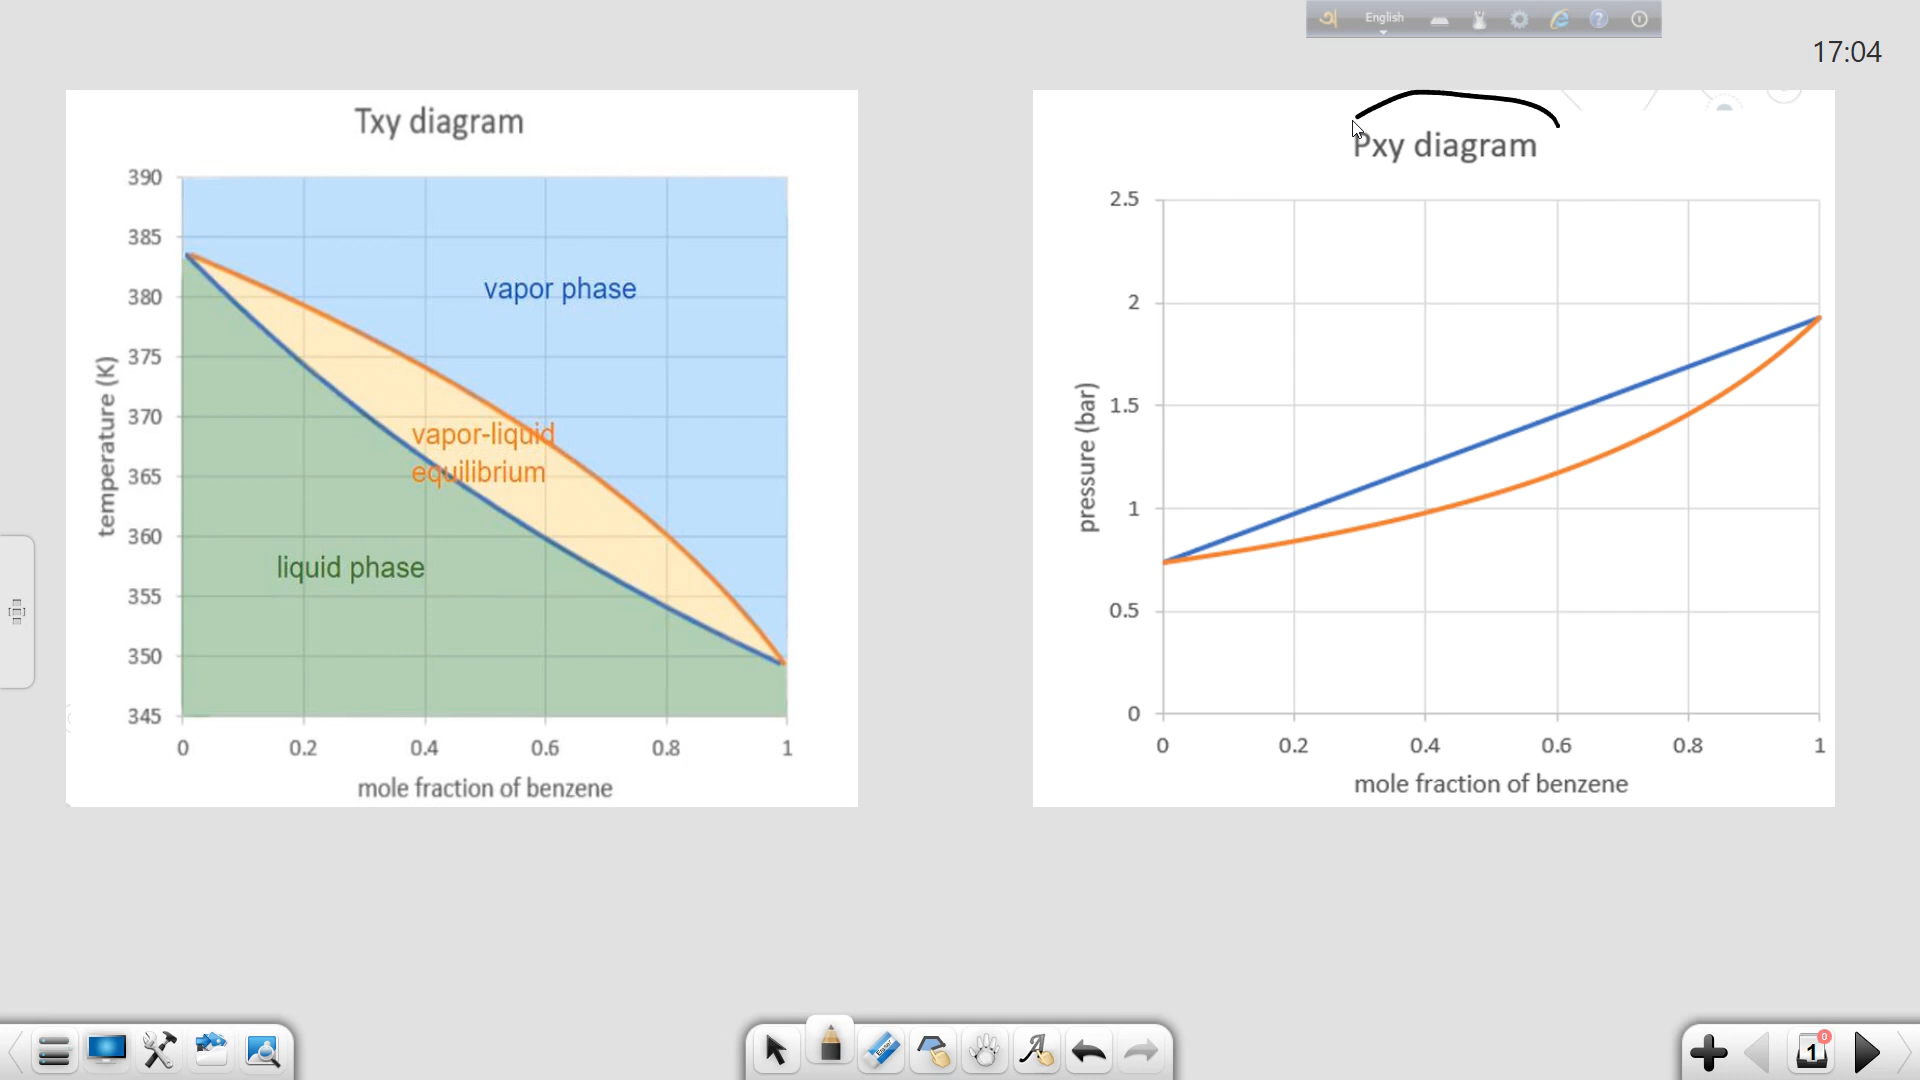 অ English
17:04
Txy diagram
390
385
380
375
370
365
360
355
350
345
temperature (K)
vapor phase
vapor-liquid
equilibrium
liquid phase
0 0.2 0.4 0.6 0.8 1
mole fraction of benzene
Pxy diagram
2.5
2
1.5
1
0.5
0
pressure (bar)
0 0.2 0.4 0.6 0.8 1
mole fraction of benzene
Eraser
A
1
0